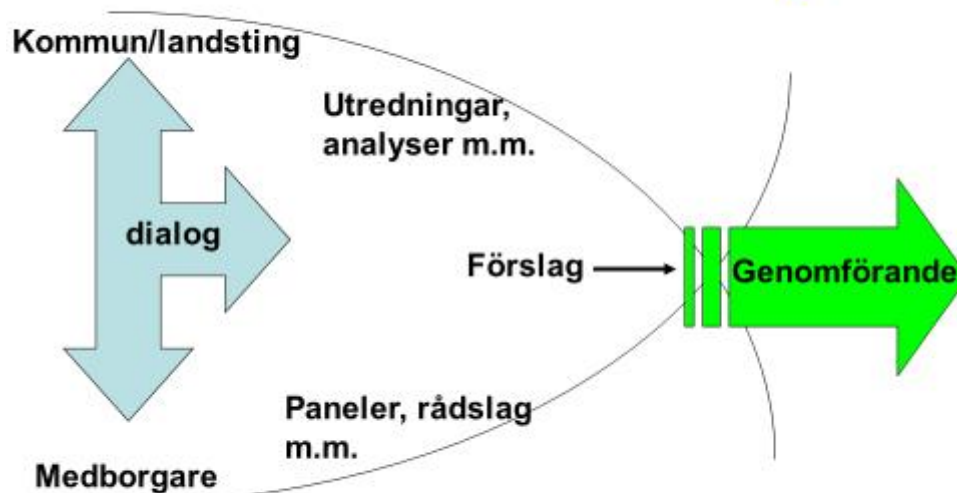 Kommun/landsting
Utredningar,
analyser m.m.
dialog
Förslag
Genomförande
Paneler, rådslag
m.m.
Medborgare